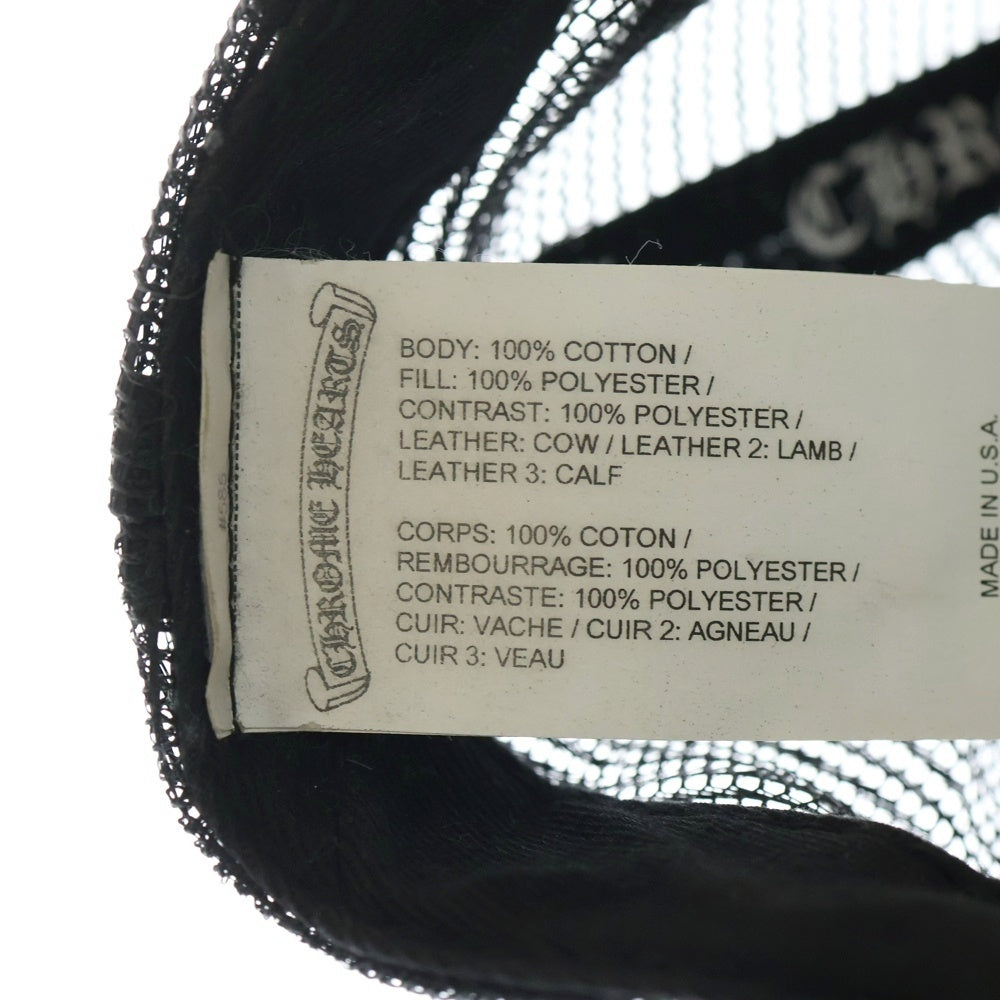 CHROME HEARTS
BODY: 100% COTTON /
FILL: 100% POLYESTER /
CONTRAST: 100% POLYESTER /
LEATHER: COW / LEATHER 2: LAMB /
LEATHER 3: CALF
CORPS: 100% COTON /
REMBOURRAGE: 100% POLYESTER /
CONTRASTE: 100% POLYESTER /
CUIR: VACHE / CUIR 2: AGNEAU /
CUIR 3: VEAU
MADE IN U.S.A.
CHR